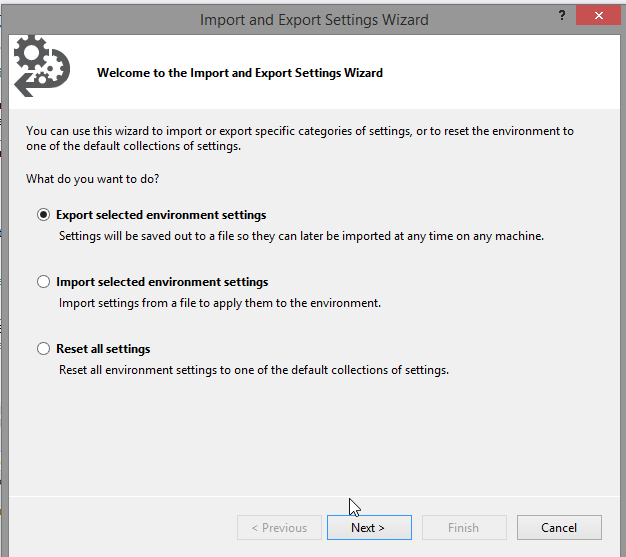 Import and Export Settings Wizard
?
Welcome to the Import and Export Settings Wizard
You can use this wizard to import or export specific categories of settings, or to reset the environment to
one of the default collections of settings.
What do you want to do?
Export selected environment settings
Settings will be saved out to a file so they can later be imported at any time on any machine.
Import selected environment settings
Import settings from a file to apply them to the environment.
Reset all settings
Reset all environment settings to one of the default collections of settings.
< Previous
Next >
Finish
Cancel